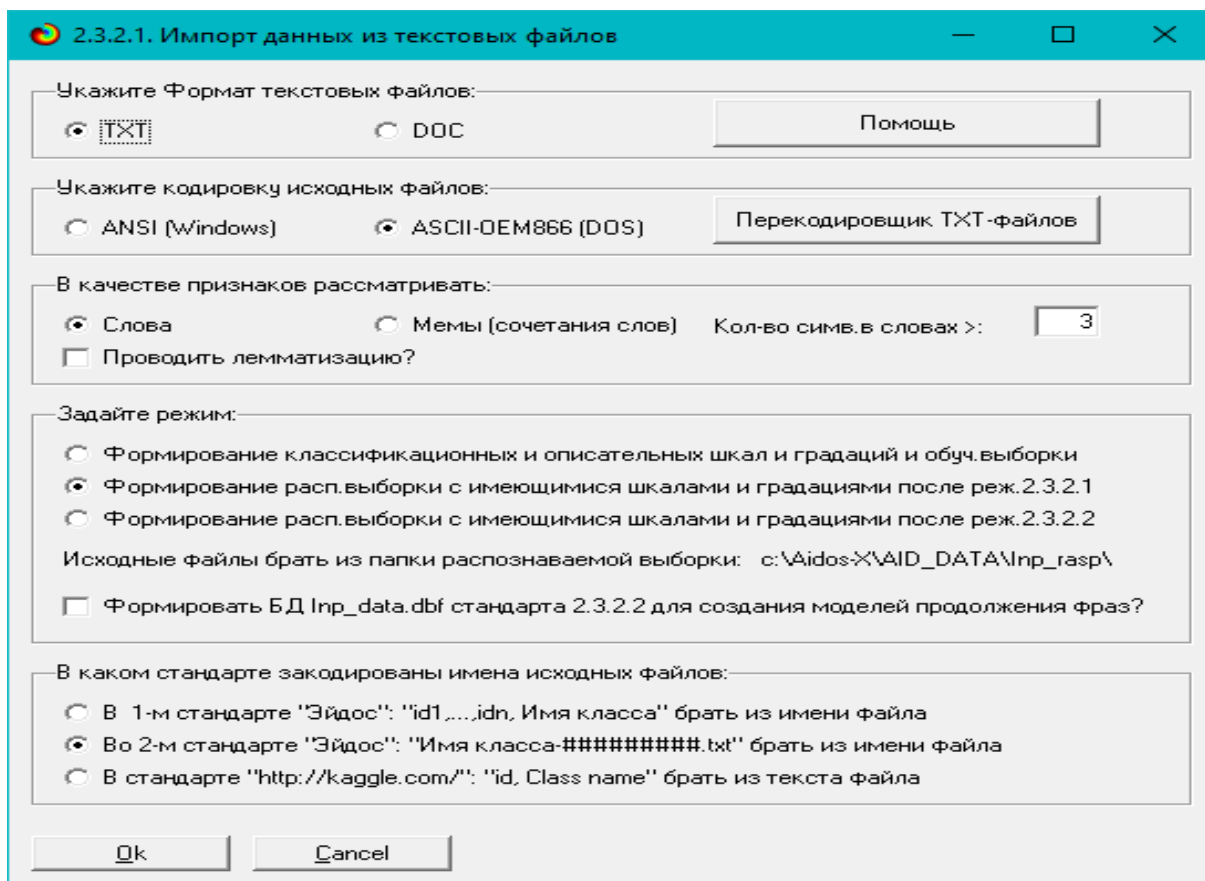 2.3.2.1. Импорт данных из текстовых файлов
Укажите Формат текстовых файлов:
TXT DOC Помощь
Укажите кодировку исходных файлов:
ANSI (Windows) ASCII-OEM866 (DOS) Перекодировщик TXT-файлов
В качестве признаков рассматривать:
Слова Мемы (сочетания слов) Кол-во симв.в словах >: 3
Проводить лемматизацию?
Задайте режим:
Формирование классификационных и описательных шкал и градаций и обуч.выборки
Формирование расп.выборки с имеющимися шкалами и градациями после реж.2.3.2.1
Формирование расп.выборки с имеющимися шкалами и градациями после реж.2.3.2.2
Исходные файлы брать из папки распознаваемой выборки: c:\Aidos-X\AID_DATA\Inp_rasp\
Формировать БД Inp_data.dbf стандарта 2.3.2.2 для создания моделей продолжения фраз?
В каком стандарте закодированы имена исходных файлов:
В 1-м стандарте "Эйдос": "id1,...,idn, Имя класса" брать из имени файла
Во 2-м стандарте "Эйдос": "Имя класса-#########.txt" брать из имени файла
В стандарте "http://kaggle.com/": "id, Class name" брать из текста файла
Ok Cancel